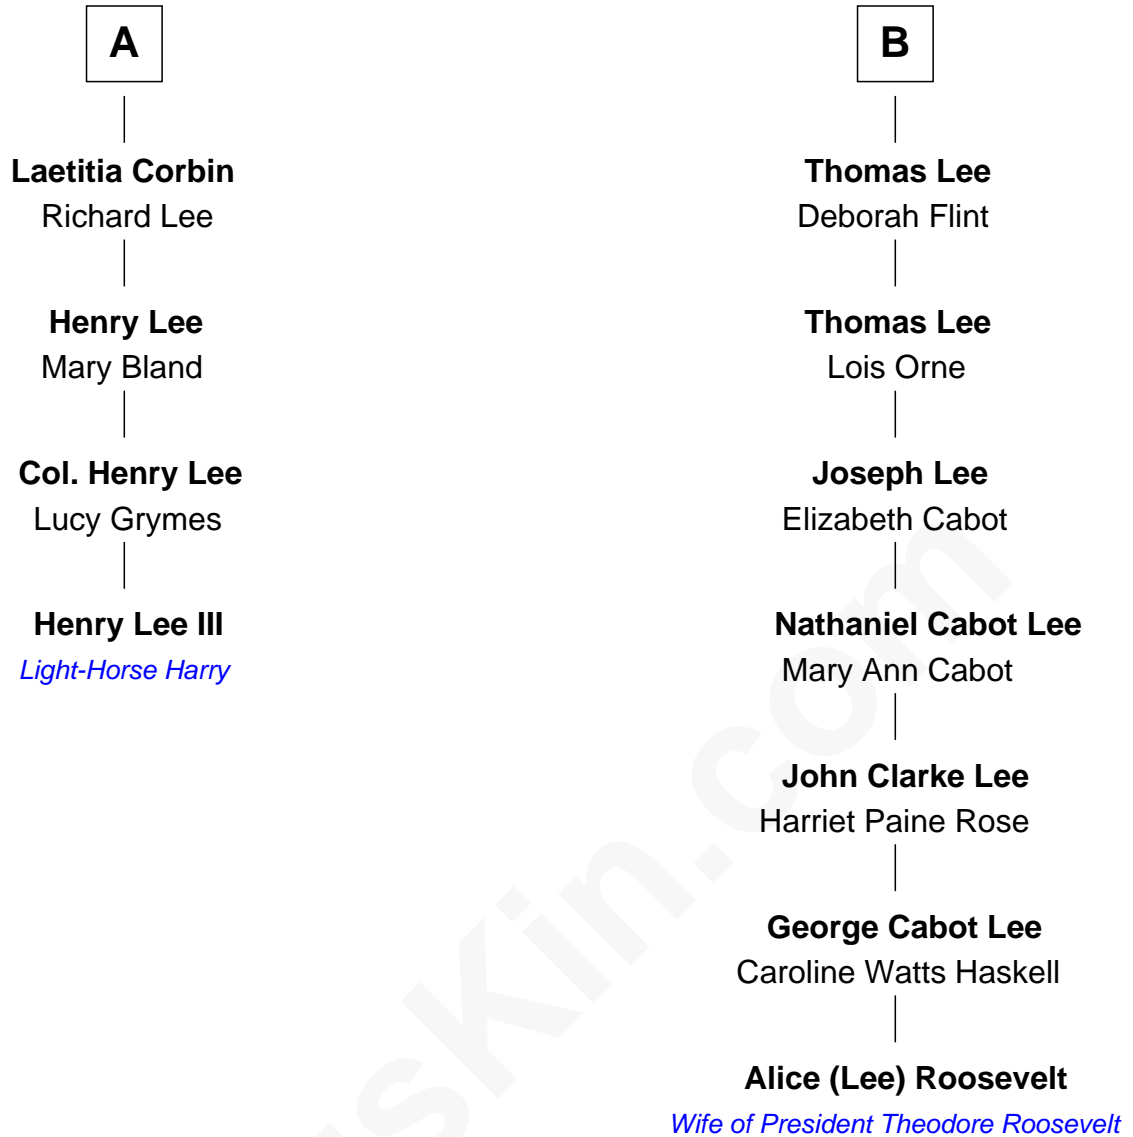 A
Laetitia Corbin
Richard Lee
Henry Lee
Mary Bland
Col. Henry Lee
Lucy Grymes
Henry Lee III
Light-Horse Harry
B
Thomas Lee
Deborah Flint
Thomas Lee
Lois Orne
Joseph Lee
Elizabeth Cabot
Nathaniel Cabot Lee
Mary Ann Cabot
John Clarke Lee
Harriet Paine Rose
George Cabot Lee
Caroline Watts Haskell
Alice (Lee) Roosevelt
Wife of President Theodore Roosevelt
sKin.com